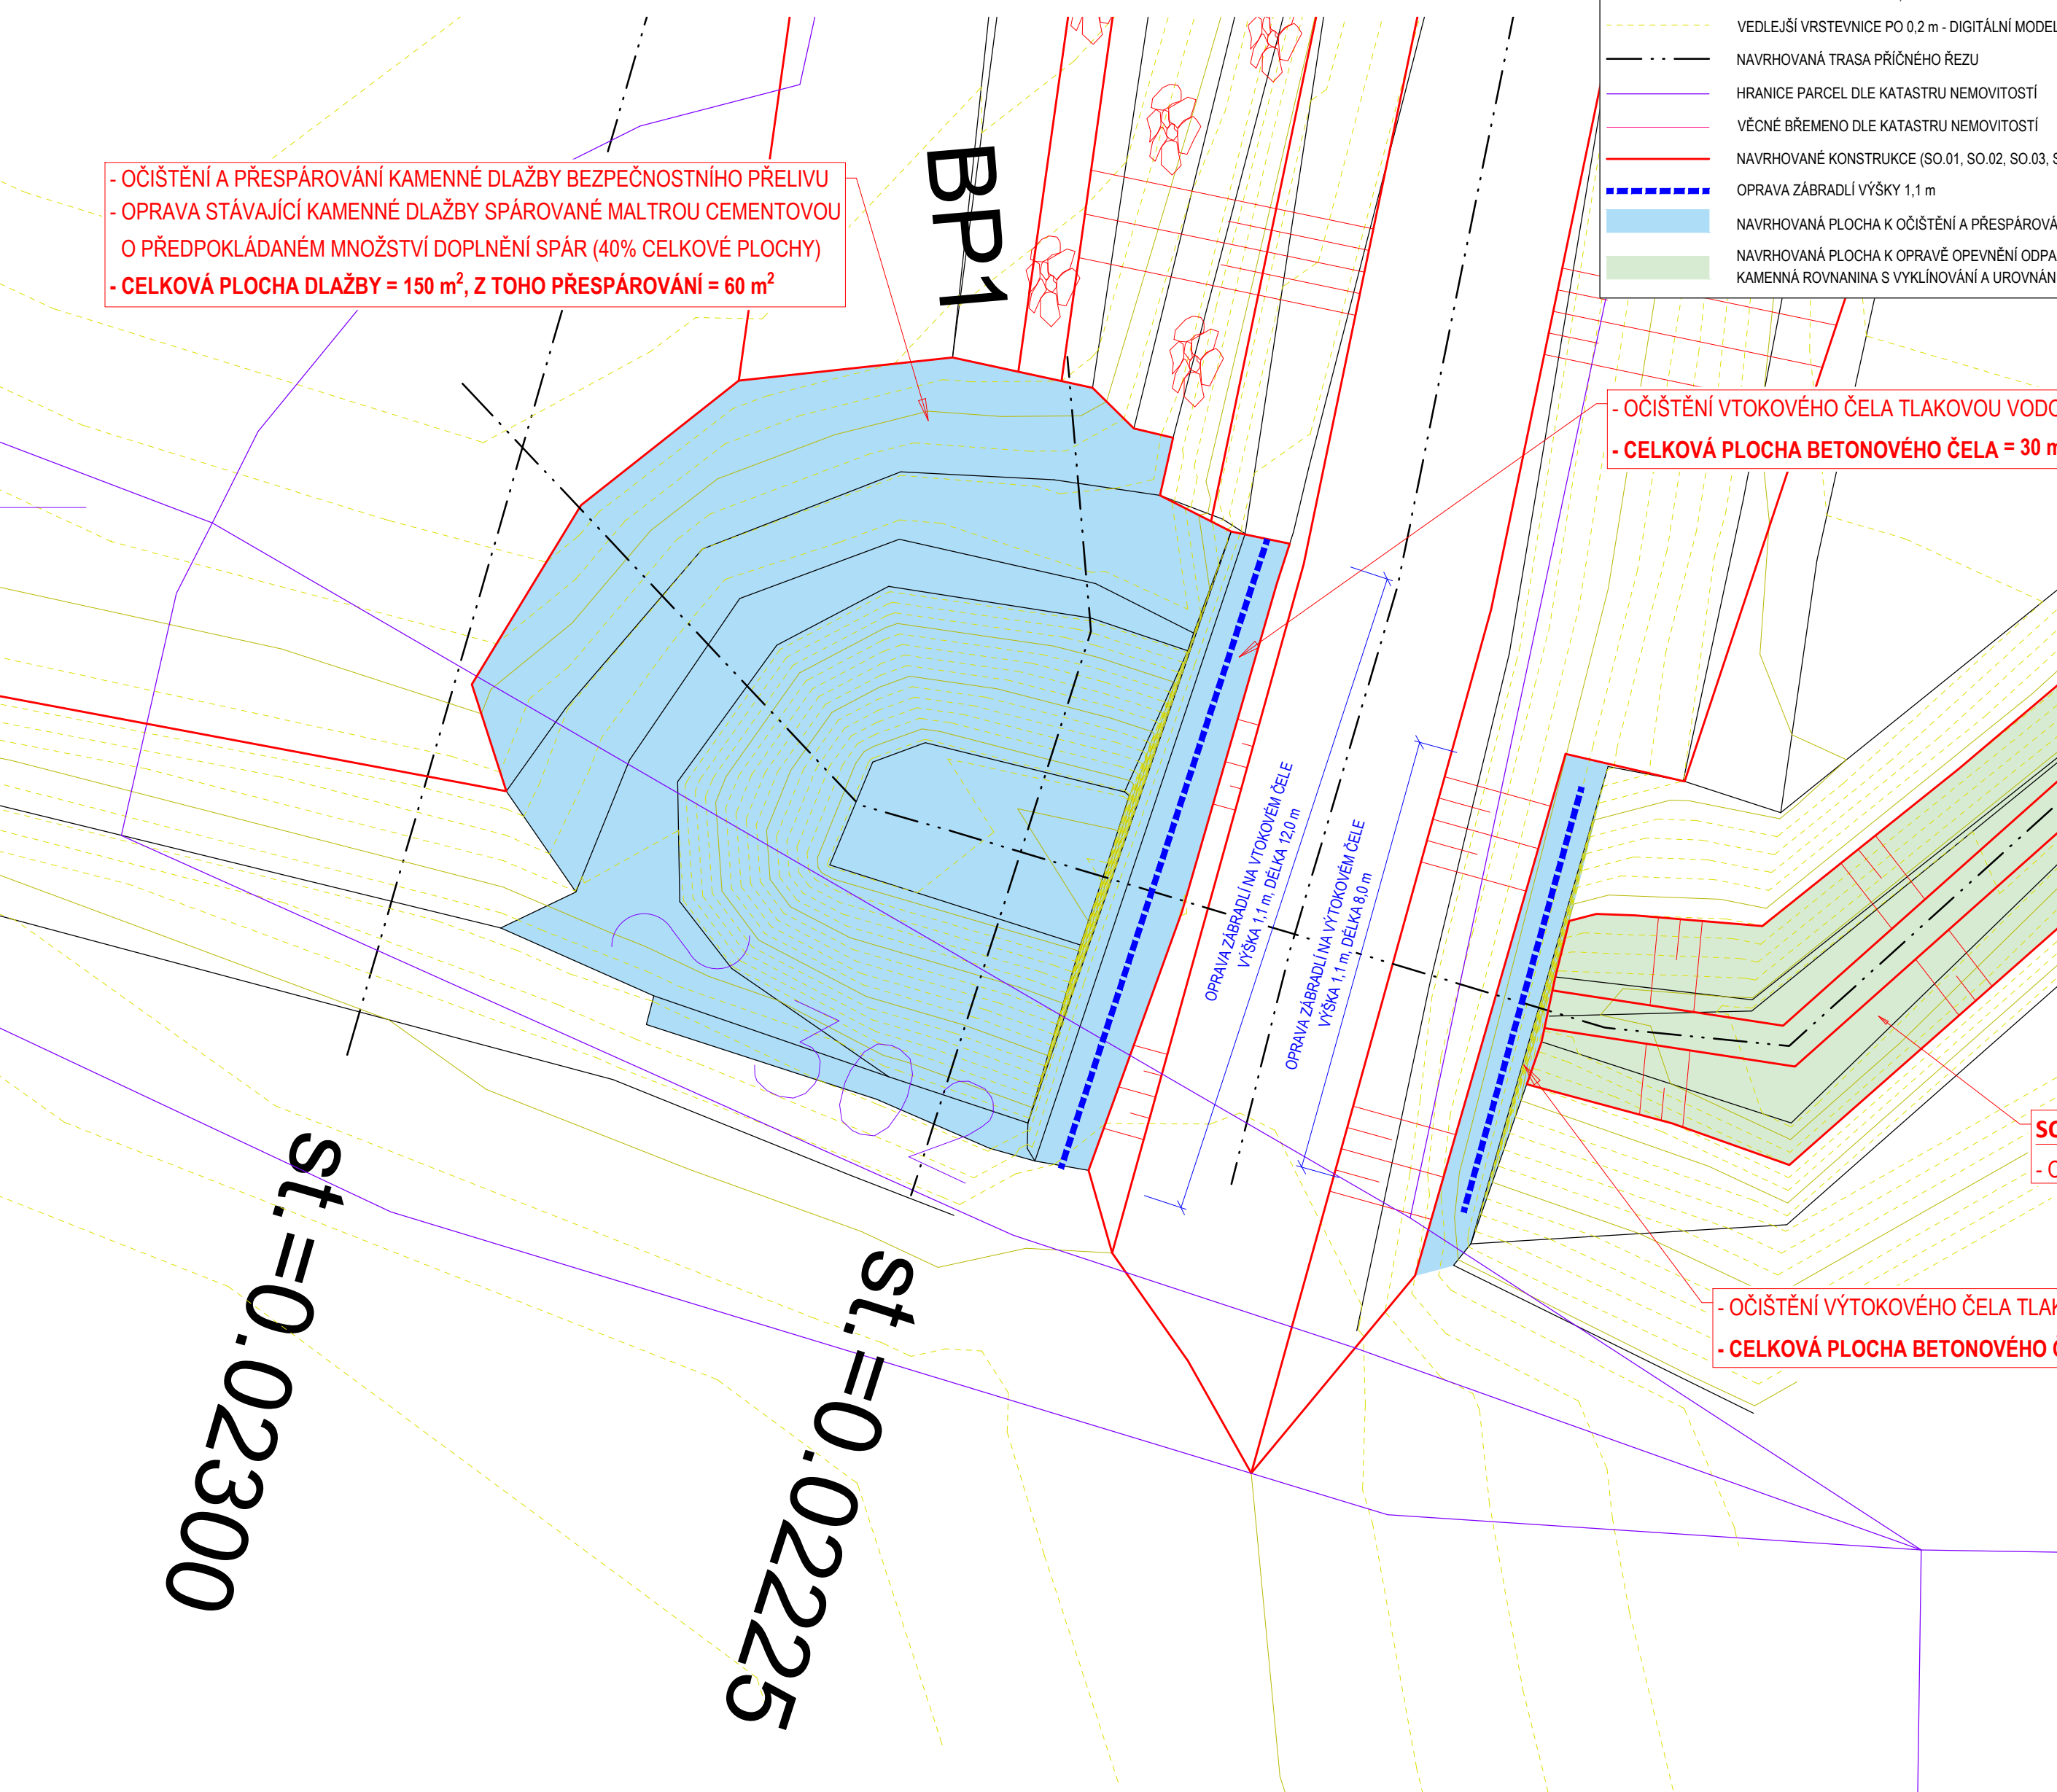 VEDLEJŠÍ VRSTEVNICE PO 0,2 m - DIGITÁLNÍ MODEL
NAVRHOVANÁ TRASA PŘÍČNÉHO ŘEZU
HRANICE PARCEL DLE KATASTRU NEMOVITOSTÍ
VĚCNÉ BŘEMENO DLE KATASTRU NEMOVITOSTÍ
NAVRHOVANÉ KONSTRUKCE (SO.01, SO.02, SO.03, S
OPRAVA ZÁBRADLÍ VÝŠKY 1,1 m
NAVRHOVANÁ PLOCHA K OČIŠTĚNÍ A PŘESPÁROVÁ
NAVRHOVANÁ PLOCHA K OPRAVĚ OPEVNĚNÍ ODPA
KAMENNÁ ROVNANINA S VYKLÍNOVÁNÍ A UROVNÁN
- OČIŠTĚNÍ A PŘESPÁROVÁNÍ KAMENNÉ DLAŽBY BEZPEČNOSTNÍHO PŘELIVU
- OPRAVA STÁVAJÍCÍ KAMENNÉ DLAŽBY SPÁROVANÉ MALTROU CEMENTOVOU
O PŘEDPOKLÁDANÉM MNOŽSTVÍ DOPLNĚNÍ SPÁR (40% CELKOVÉ PLOCHY)
- CELKOVÁ PLOCHA DLAŽBY = 150 m², Z TOHO PŘESPÁROVÁNÍ = 60 m²
BP1
- OČIŠTĚNÍ VTOKOVÉHO ČELA TLAKOVOU VODO
- CELKOVÁ PLOCHA BETONOVÉHO ČELA = 30 m
OPRAVA ZÁBRADLÍ NA VTOKOVÉM ČELE
VÝŠKA 1,1 m, DÉLKA 12,0 m
OPRAVA ZÁBRADLÍ NA VÝTOKOVÉM ČELE
VÝŠKA 1,1 m, DÉLKA 8,0 m
SO
- O
- OČIŠTĚNÍ VÝTOKOVÉHO ČELA TLAK
- CELKOVÁ PLOCHA BETONOVÉHO Č
st.=0.02300
st.=0.0225